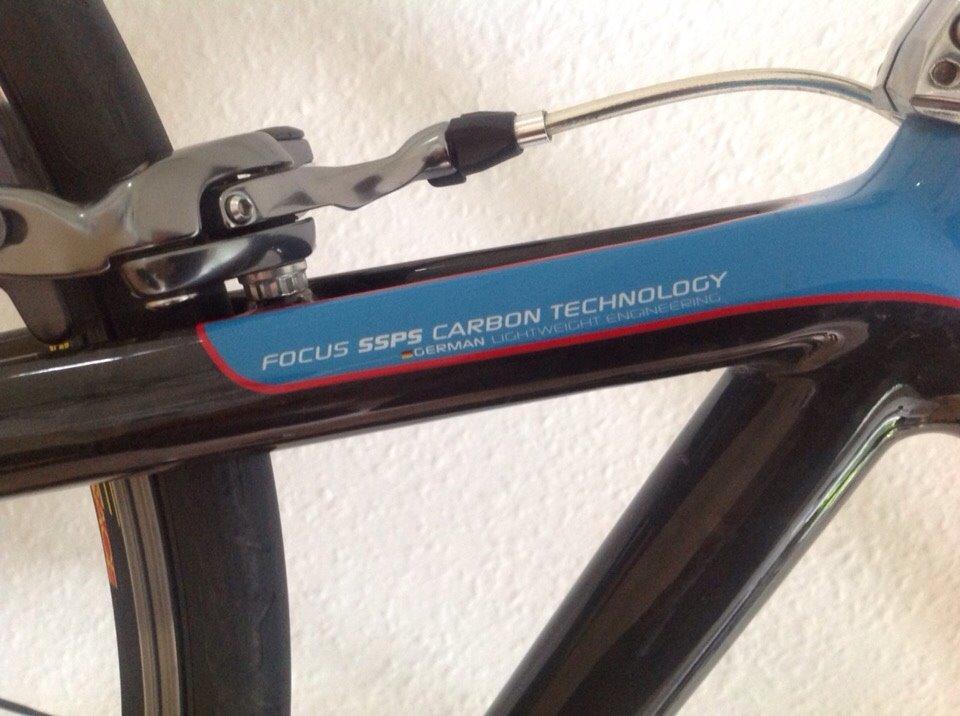 FOCUS SSPS CARBON TECHNOLOGY
GERMAN LIGHTWEIGHT ENGINEERING